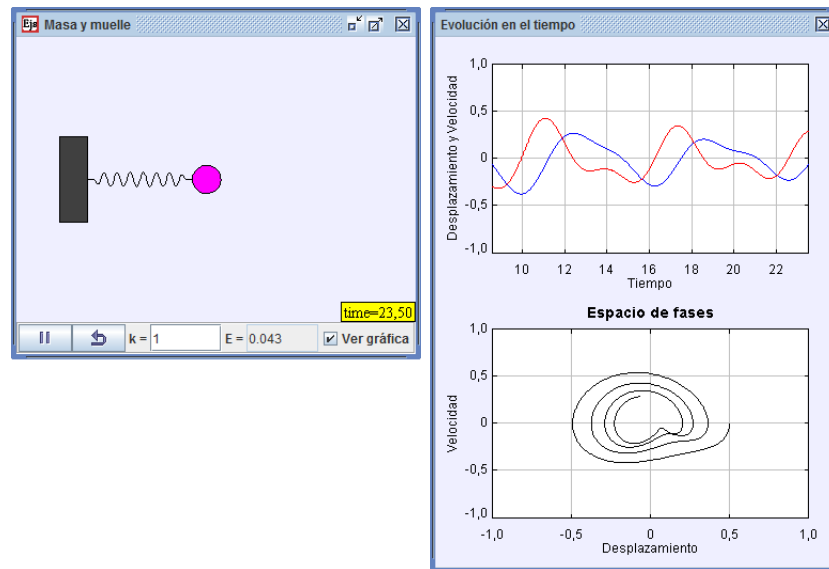 Ejs Masa y muelle
time=23,50
k = 1 E = 0.043 Ver gráfica
Evolución en el tiempo
Desplazamiento y Velocidad
1,0
0,5
0
-0,5
-1,0
10 12 14 16 18 20 22
Tiempo
Espacio de fases
Velocidad
1,0
0,5
0
-0,5
-1,0
-1,0 -0,5 0 0,5 1,0
Desplazamiento